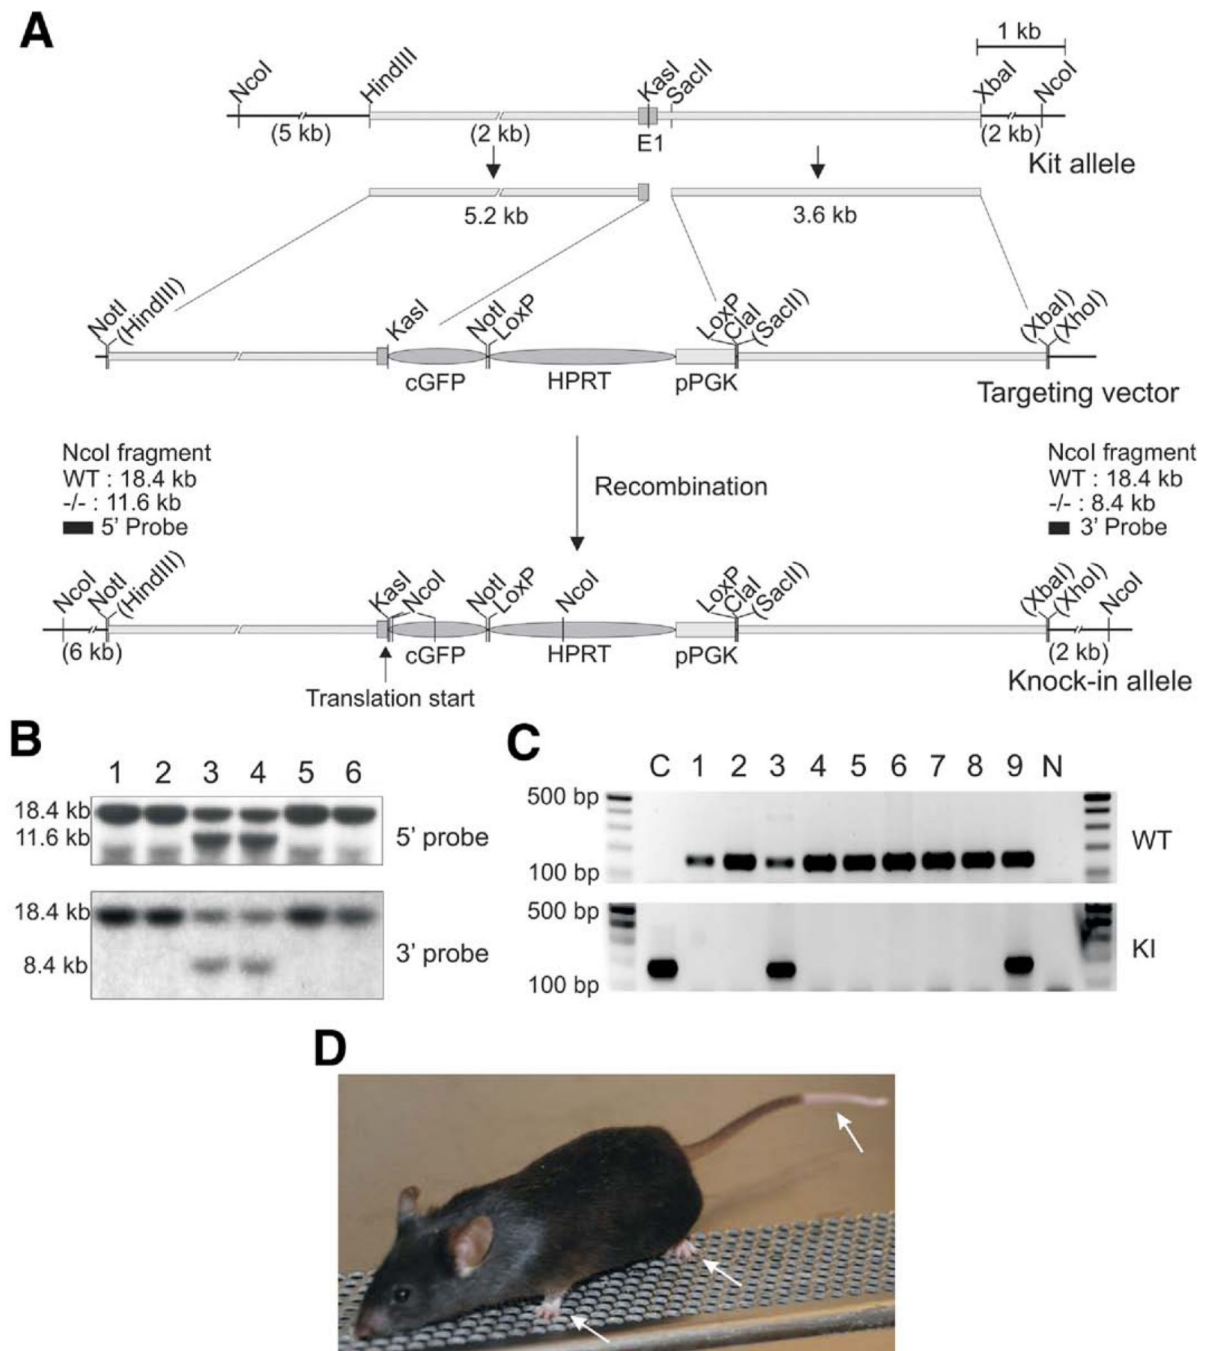 A
1 kb
NcoI
HindIII
KasI
SacII
XbaI
NcoI
(5 kb)
(2 kb)
E1
(2 kb)
Kit allele
5.2 kb
3.6 kb
NotI
(HindIII)
KasI
NotI
LoxP
LoxP
ClaI
(SacII)
(XbaI)
(XhoI)
cGFP
HPRT
pPGK
Targeting vector
NcoI fragment
WT : 18.4 kb
-/- : 11.6 kb
5' Probe
Recombination
NcoI fragment
WT : 18.4 kb
-/- : 8.4 kb
3' Probe
NcoI
NotI
(HindIII)
KasI
NcoI
NotI
LoxP
NcoI
LoxP
ClaI
(SacII)
(XbaI)
(XhoI)
NcoI
(6 kb)
cGFP
HPRT
pPGK
(2 kb)
Translation start
Knock-in allele
B
1 2 3 4 5 6
18.4 kb
11.6 kb
5' probe
18.4 kb
8.4 kb
3' probe
C
C 1 2 3 4 5 6 7 8 9 N
500 bp
100 bp
WT
500 bp
100 bp
KI
D